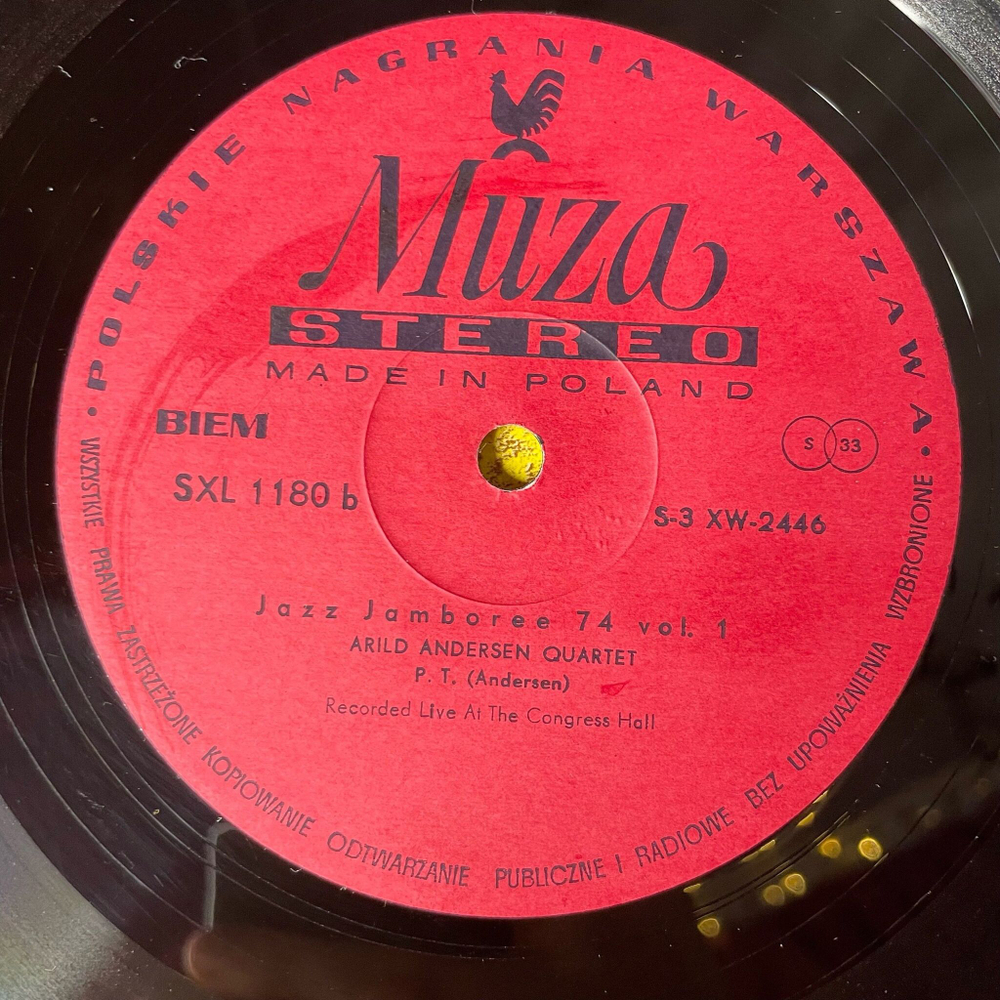 POLSKIE NAGRANIA WARSZAWA
Muza
STEREO
MADE IN POLAND
BIEM
S 33
SXL 1180 b
S-3 XW-2446
Jazz Jamboree 74 vol. 1
ARILD ANDERSEN QUARTET
P. T. (Andersen)
Recorded Live At The Congress Hall
WSZYSTKIE PRAWA ZASTRZEŻONE KOPIOWANIE ODTWARZANIE PUBLICZNE I RADIOWE BEZ UPOWAŻNIENIA WZBRONIONE